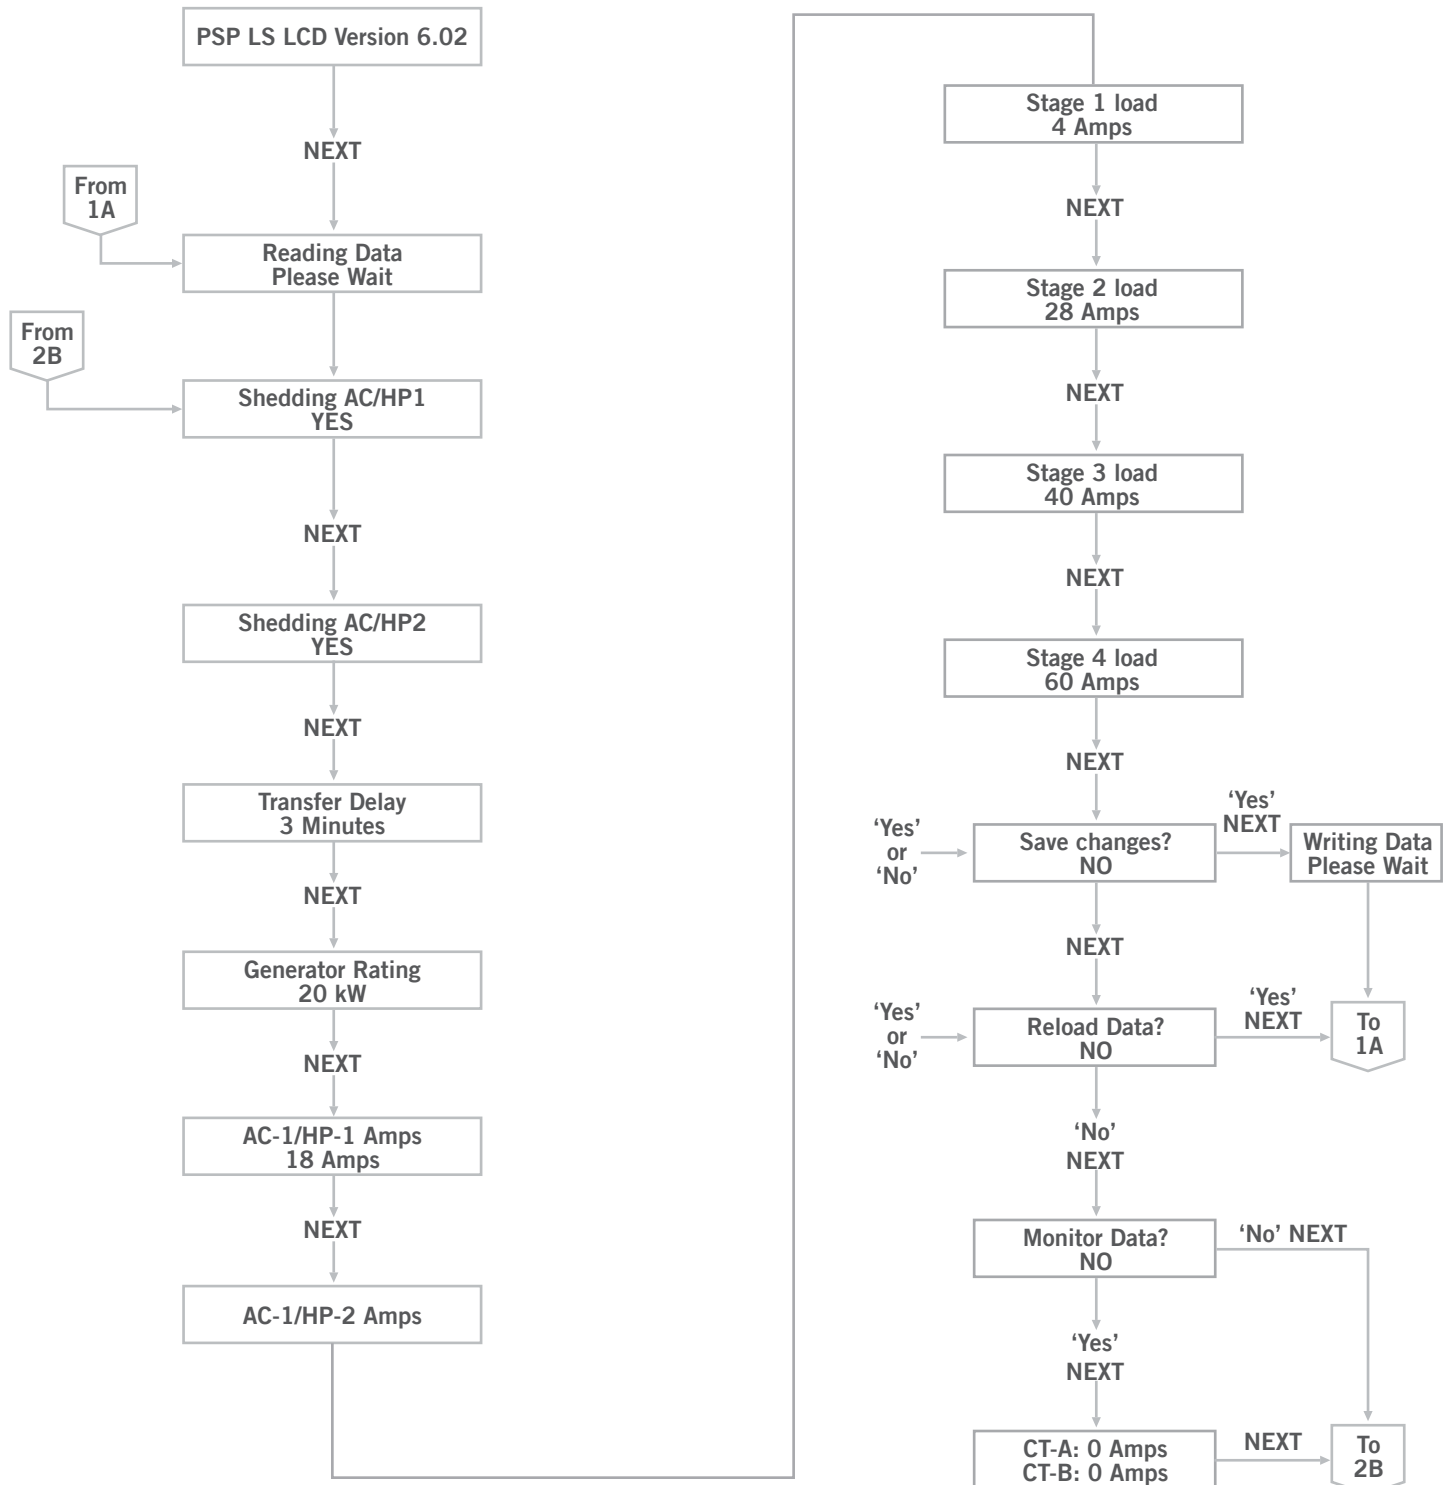 PSP LS LCD Version 6.02
NEXT
From
1A
Reading Data
Please Wait
From
2B
Shedding AC/HP1
YES
NEXT
Shedding AC/HP2
YES
NEXT
Transfer Delay
3 Minutes
NEXT
Generator Rating
20 kW
NEXT
AC-1/HP-1 Amps
18 Amps
NEXT
AC-1/HP-2 Amps
Stage 1 load
4 Amps
NEXT
Stage 2 load
28 Amps
NEXT
Stage 3 load
40 Amps
NEXT
Stage 4 load
60 Amps
NEXT
‘Yes’
or
‘No’
Save changes?
NO
‘Yes’
NEXT
Writing Data
Please Wait
NEXT
‘Yes’
or
‘No’
Reload Data?
NO
‘Yes’
NEXT
To
1A
‘No’
NEXT
Monitor Data?
NO
‘No’ NEXT
‘Yes’
NEXT
CT-A: 0 Amps
CT-B: 0 Amps
NEXT
To
2B